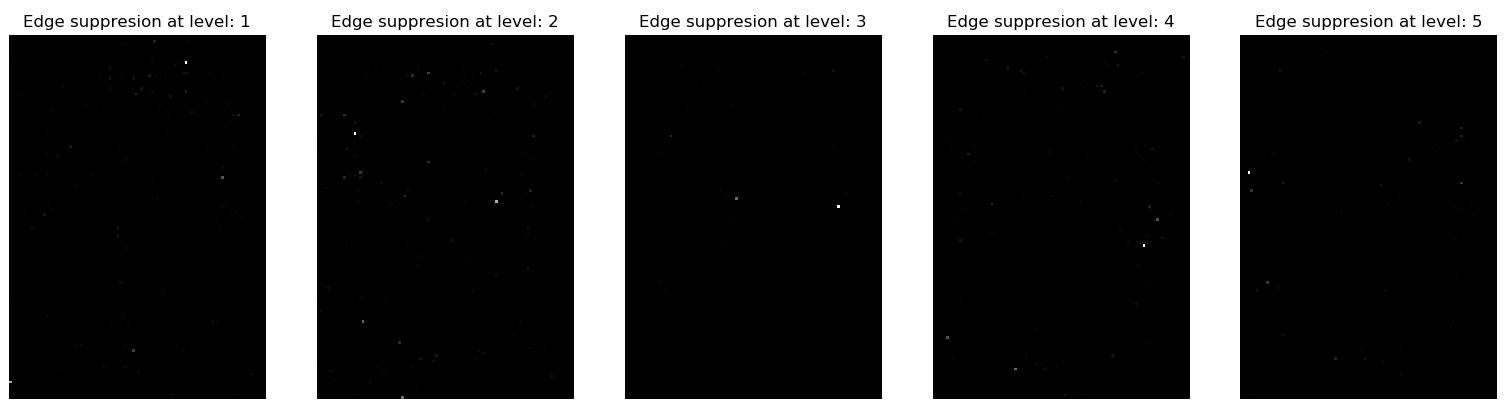 Edge suppresion at level: 1
Edge suppresion at level: 2
Edge suppresion at level: 3
Edge suppresion at level: 4
Edge suppresion at level: 5